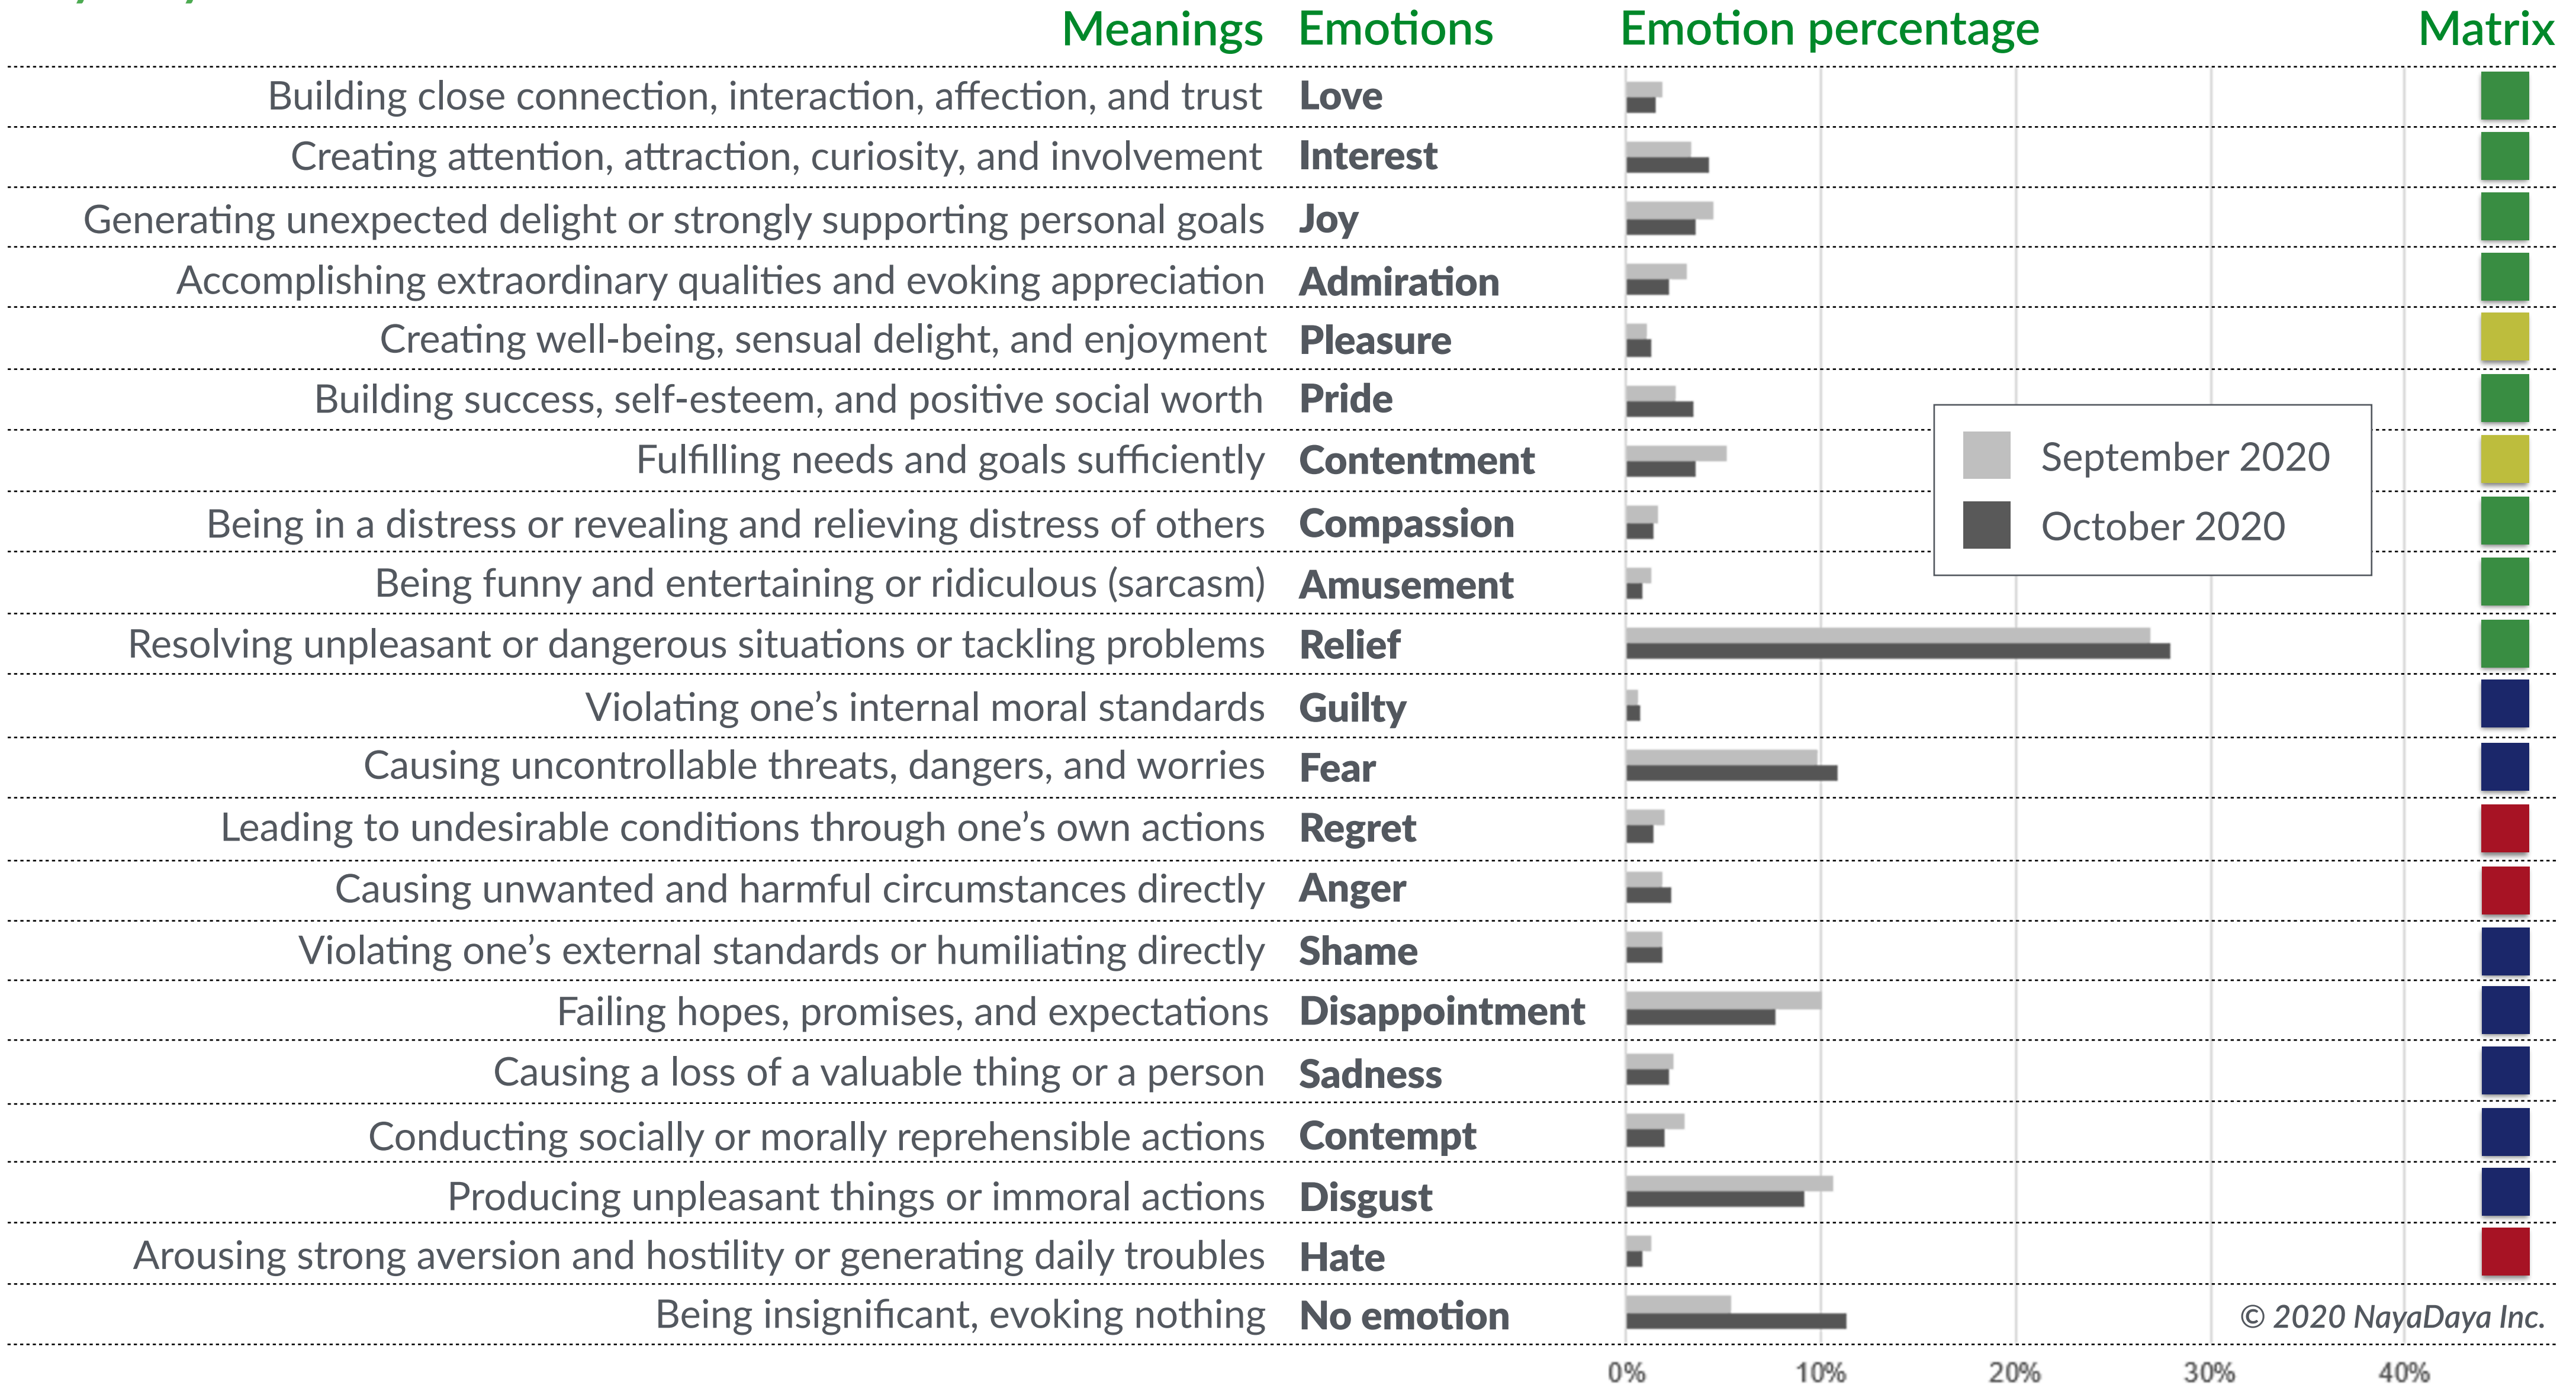 Meanings Emotions Emotion percentage Matrix
Building close connection, interaction, affection, and trust Love
Creating attention, attraction, curiosity, and involvement Interest
Generating unexpected delight or strongly supporting personal goals Joy
Accomplishing extraordinary qualities and evoking appreciation Admiration
Creating well-being, sensual delight, and enjoyment Pleasure
Building success, self-esteem, and positive social worth Pride
Fulfilling needs and goals sufficiently Contentment
September 2020
Being in a distress or revealing and relieving distress of others Compassion
October 2020
Being funny and entertaining or ridiculous (sarcasm) Amusement
Resolving unpleasant or dangerous situations or tackling problems Relief
Violating one’s internal moral standards Guilty
Causing uncontrollable threats, dangers, and worries Fear
Leading to undesirable conditions through one’s own actions Regret
Causing unwanted and harmful circumstances directly Anger
Violating one’s external standards or humiliating directly Shame
Failing hopes, promises, and expectations Disappointment
Causing a loss of a valuable thing or a person Sadness
Conducting socially or morally reprehensible actions Contempt
Producing unpleasant things or immoral actions Disgust
Arousing strong aversion and hostility or generating daily troubles Hate
Being insignificant, evoking nothing No emotion
© 2020 NayaDaya Inc.
0% 10% 20% 30% 40%